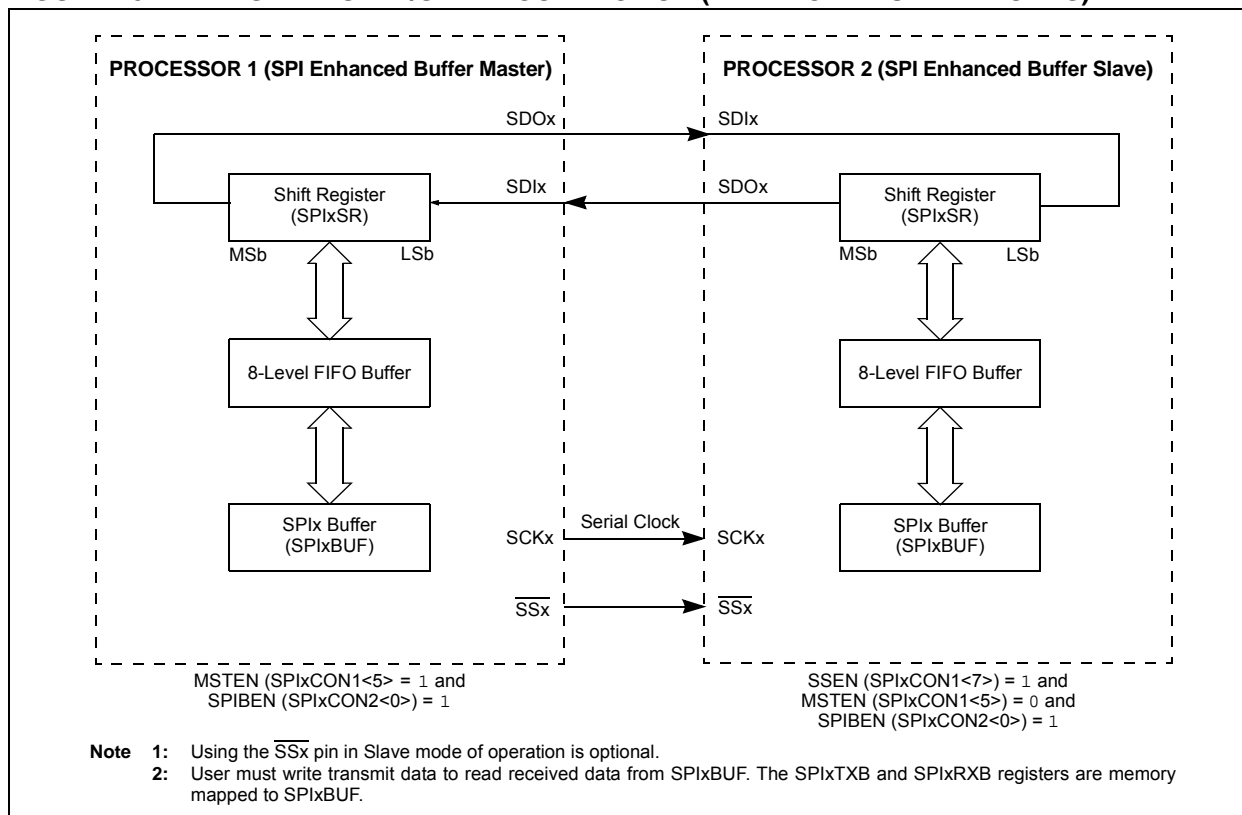 PROCESSOR 1 (SPI Enhanced Buffer Master)
PROCESSOR 2 (SPI Enhanced Buffer Slave)
SDOx
SDIx
Shift Register
(SPIxSR)
SDIx
SDOx
Shift Register
(SPIxSR)
MSb
LSb
MSb
LSb
8-Level FIFO Buffer
8-Level FIFO Buffer
SPIx Buffer
(SPIxBUF)
SCKx
Serial Clock
SCKx
SPIx Buffer
(SPIxBUF)
SSx
SSx
MSTEN (SPIxCON1<5> = 1 and
SPIBEN (SPIxCON2<0>) = 1
SSEN (SPIxCON1<7>) = 1 and
MSTEN (SPIxCON1<5>) = 0 and
SPIBEN (SPIxCON2<0>) = 1
Note 1: Using the SSx pin in Slave mode of operation is optional.
2: User must write transmit data to read received data from SPIxBUF. The SPIxTXB and SPIxRXB registers are memory
mapped to SPIxBUF.